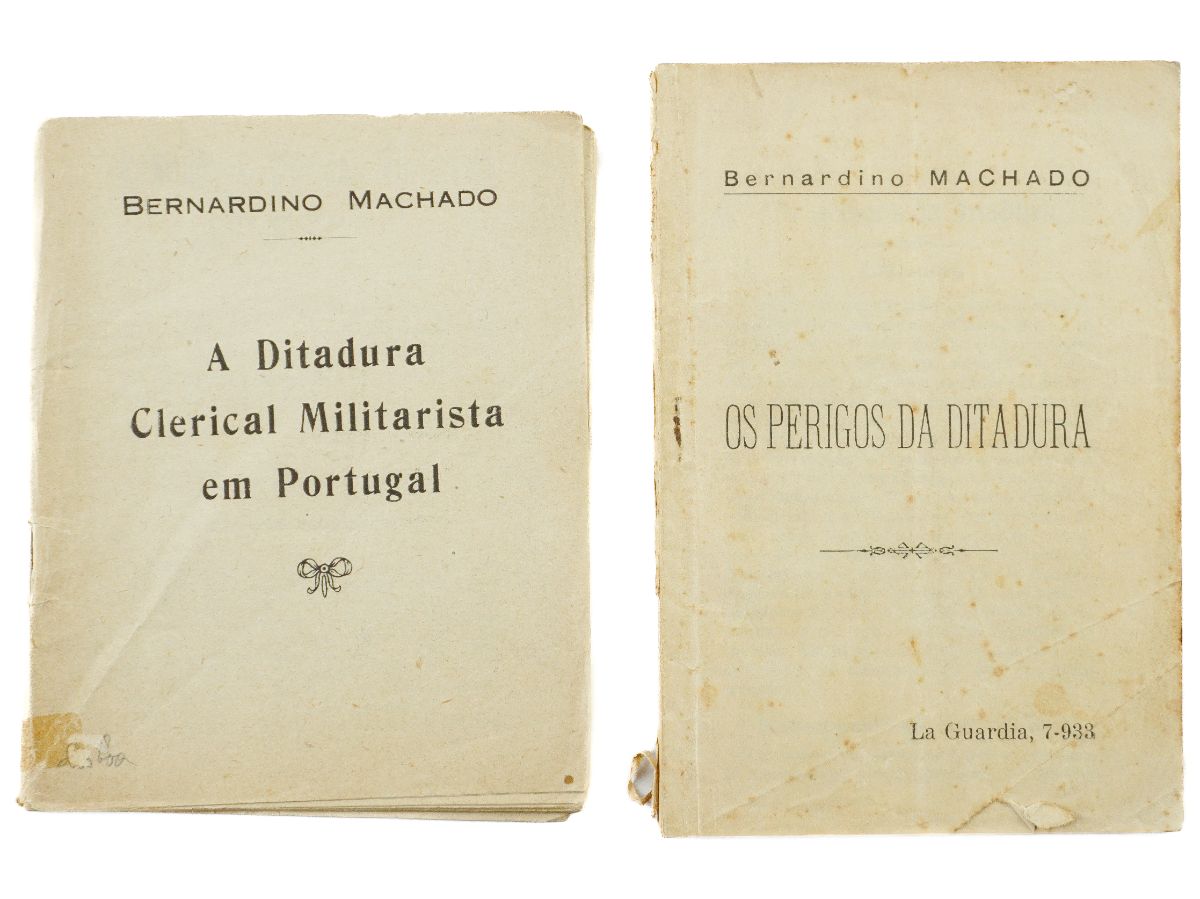 BERNARDINO MACHADO
A Ditadura
Clerical Militarista
em Portugal
Bernardino MACHADO
OS PERIGOS DA DITADURA
La Guardia, 7-933